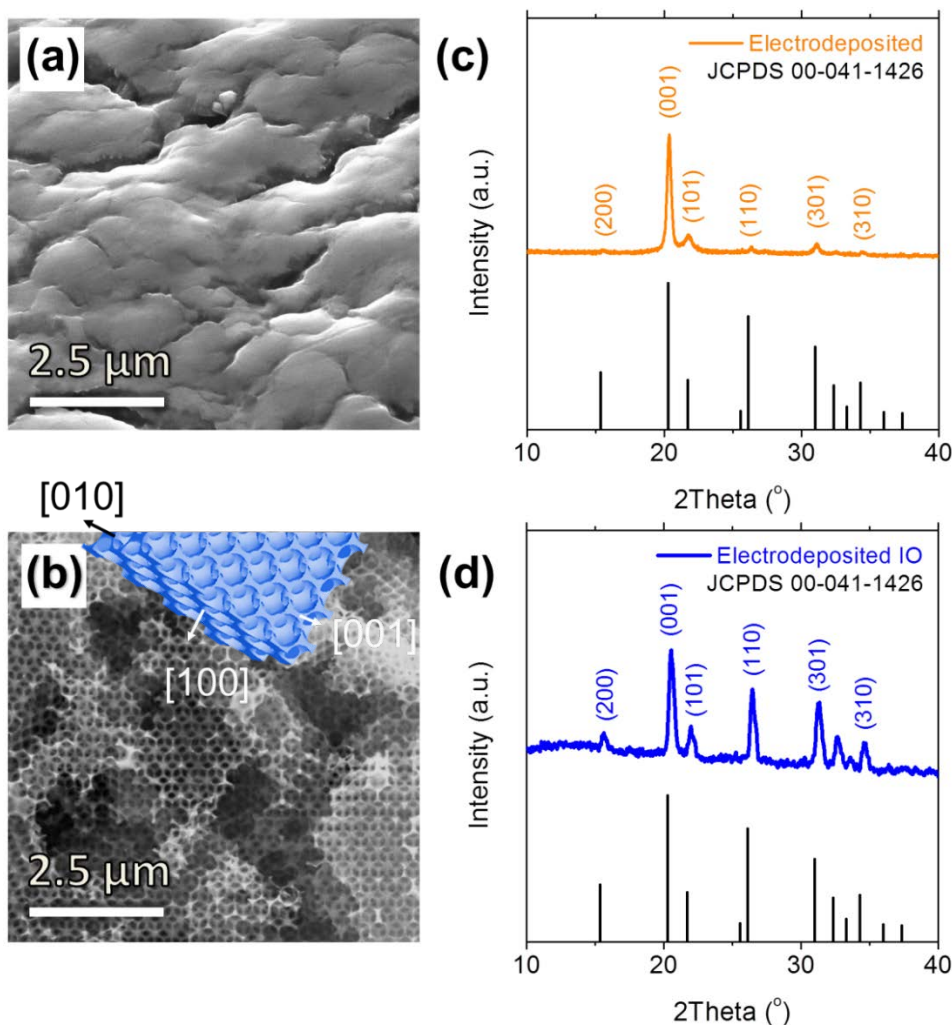 (a)
2.5 μm
(c)
Electrodeposited
JCPDS 00-041-1426
(200)
(001)
(101)
(110)
(301)
(310)
Intensity (a.u.)
10 20 30 40
2Theta (°)
[010]
(b)
[001]
[100]
2.5 μm
(d)
Electrodeposited IO
JCPDS 00-041-1426
(200)
(001)
(101)
(110)
(301)
(310)
Intensity (a.u.)
10 20 30 40
2Theta (°)